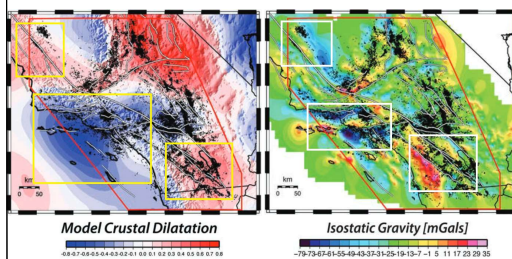 km
0 50
km
0 50
Model Crustal Dilatation
Isostatic Gravity [mGals]
-0.8-0.7-0.6-0.5-0.4-0.3-0.2-0.1-0.0 0.1 0.2 0.3 0.4 0.5 0.6 0.7 0.8
-79-73-67-61-55-49-43-37-31-25-19-13-7 -1 5 11 17 23 29 35